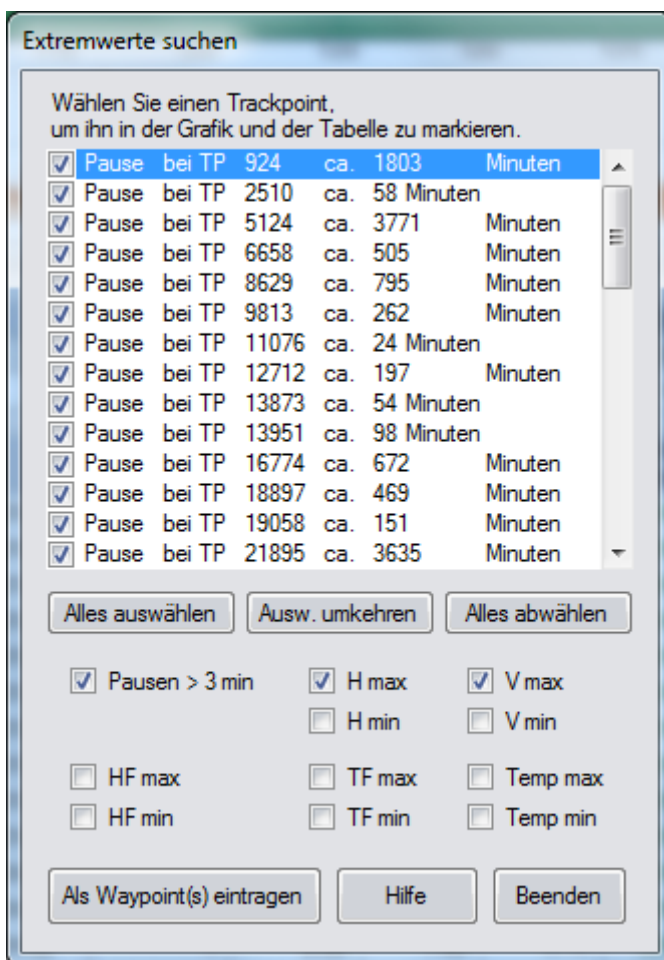 Extremwerte suchen
Wählen Sie einen Trackpoint,
um ihn in der Grafik und der Tabelle zu markieren.
Pause bei TP 924 ca. 1803 Minuten
Pause bei TP 2510 ca. 58 Minuten
Pause bei TP 5124 ca. 3771 Minuten
Pause bei TP 6658 ca. 505 Minuten
Pause bei TP 8629 ca. 795 Minuten
Pause bei TP 9813 ca. 262 Minuten
Pause bei TP 11076 ca. 24 Minuten
Pause bei TP 12712 ca. 197 Minuten
Pause bei TP 13873 ca. 54 Minuten
Pause bei TP 13951 ca. 98 Minuten
Pause bei TP 16774 ca. 672 Minuten
Pause bei TP 18897 ca. 469 Minuten
Pause bei TP 19058 ca. 151 Minuten
Pause bei TP 21895 ca. 3635 Minuten
Alles auswählen Ausw. umkehren Alles abwählen
Pausen > 3 min H max V max
H min V min
HF max TF max Temp max
HF min TF min Temp min
Als Waypoint(s) eintragen Hilfe Beenden